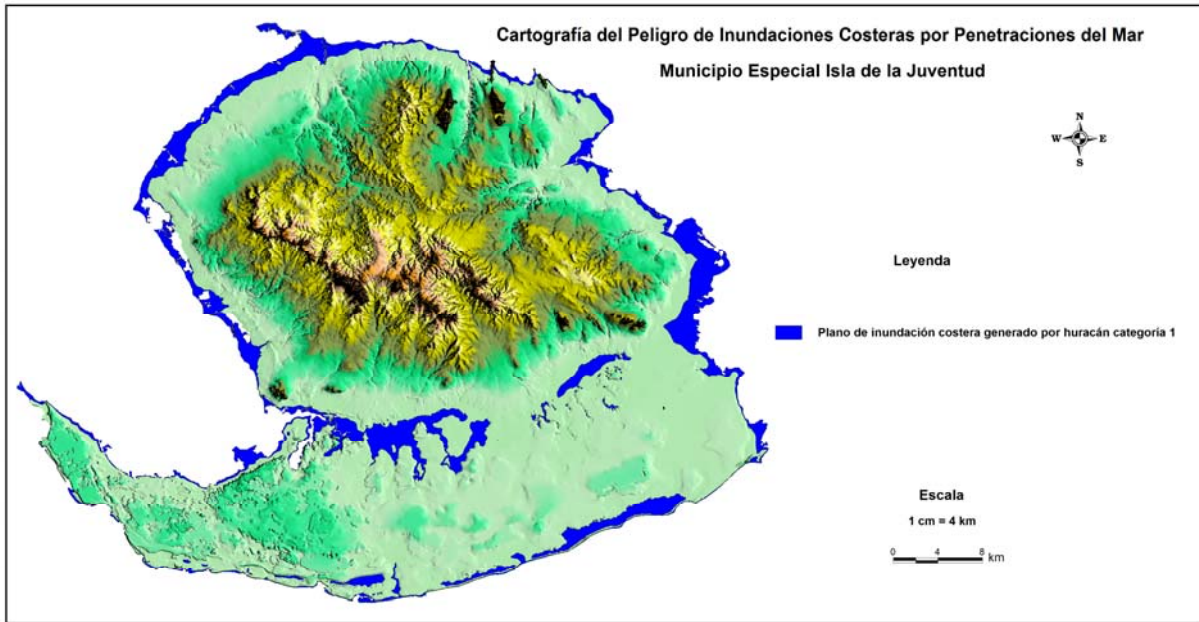 Cartografía del Peligro de Inundaciones Costeras por Penetraciones del Mar
Municipio Especial Isla de la Juventud
N
W E
S
Leyenda
Plano de inundación costera generado por huracán categoría 1
Escala
1 cm = 4 km
0 4 8
km